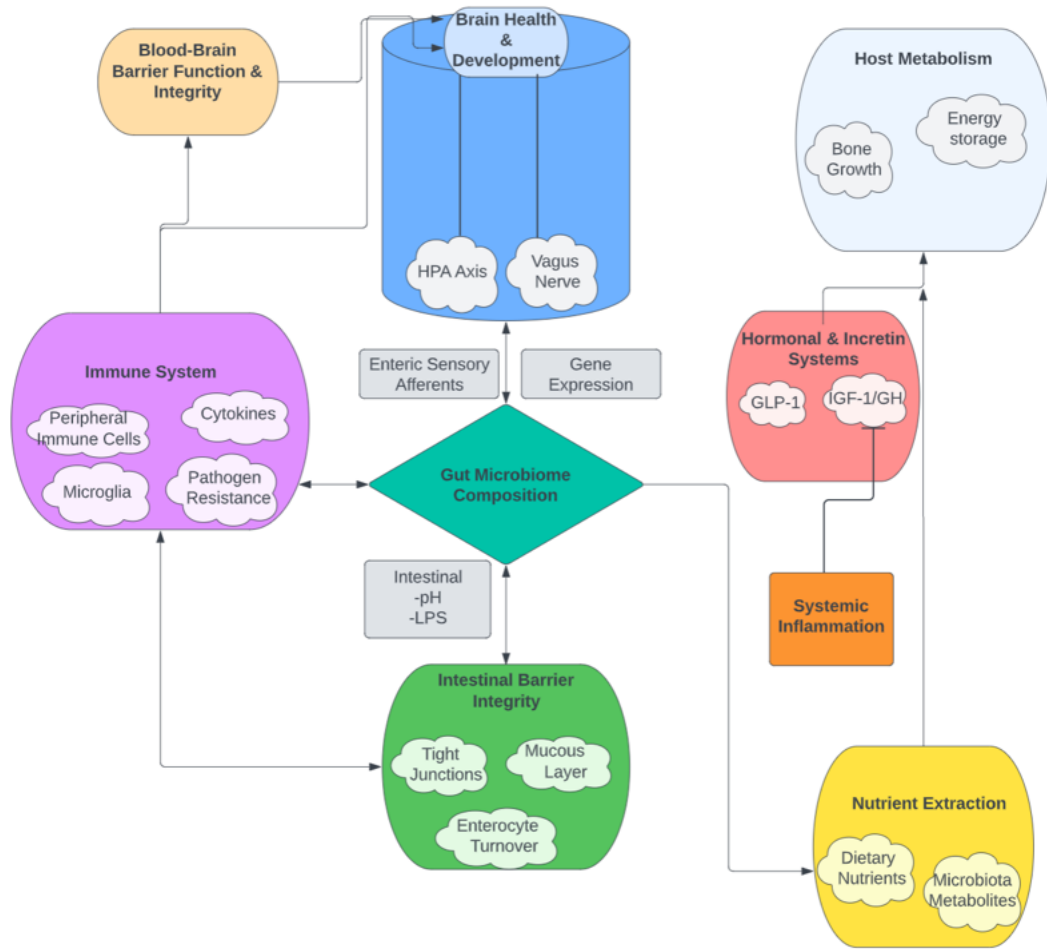 Brain Health
&
Development
Blood-Brain
Barrier Function &
Integrity
Host Metabolism
Energy
storage
Bone
Growth
HPA Axis
Vagus
Nerve
Immune System
Peripheral
Immune Cells
Cytokines
Microglia
Pathogen
Resistance
Enteric Sensory
Afferents
Gene
Expression
Hormonal & Incretin
Systems
GLP-1
IGF-1/GH
Gut Microbiome
Composition
Intestinal
-pH
-LPS
Systemic
Inflammation
Intestinal Barrier
Integrity
Tight
Junctions
Mucous
Layer
Enterocyte
Turnover
Nutrient Extraction
Dietary
Nutrients
Microbiota
Metabolites